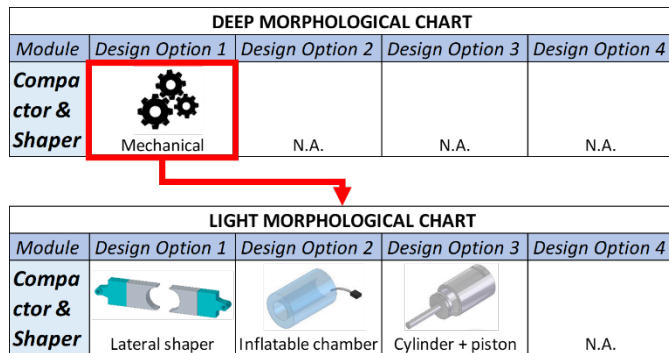 DEEP MORPHOLOGICAL CHART
Module Design Option 1 Design Option 2 Design Option 3 Design Option 4
Compa
ctor &
Shaper Mechanical N.A. N.A. N.A.
LIGHT MORPHOLOGICAL CHART
Module Design Option 1 Design Option 2 Design Option 3 Design Option 4
Compa
ctor &
Shaper Lateral shaper Inflatable chamber Cylinder + piston N.A.